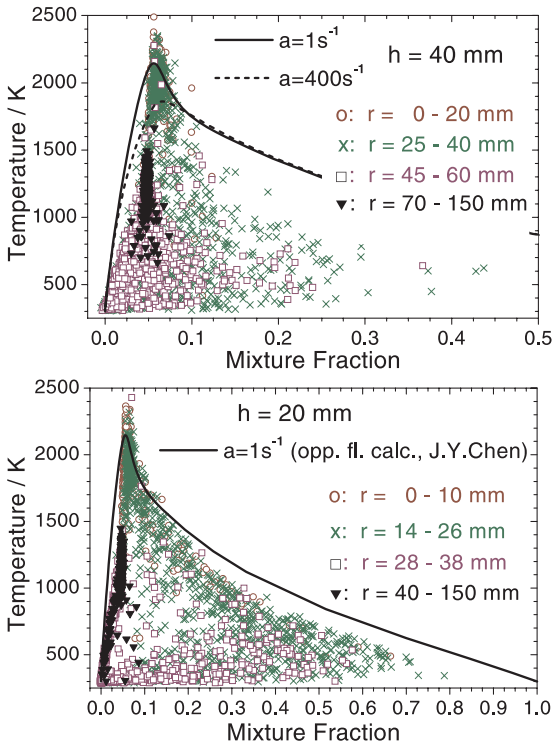 2500
2000
1500
1000
500
Temperature / K
a=1s⁻¹
a=400s⁻¹
h = 40 mm
o: r = 0 - 20 mm
x: r = 25 - 40 mm
□: r = 45 - 60 mm
▼: r = 70 - 150 mm
0.0 0.1 0.2 0.3 0.4 0.5
Mixture Fraction
2500
2000
1500
1000
500
Temperature / K
h = 20 mm
a=1s⁻¹ (opp. fl. calc., J.Y.Chen)
o: r = 0 - 10 mm
x: r = 14 - 26 mm
□: r = 28 - 38 mm
▼: r = 40 - 150 mm
0.0 0.1 0.2 0.3 0.4 0.5 0.6 0.7 0.8 0.9 1.0
Mixture Fraction